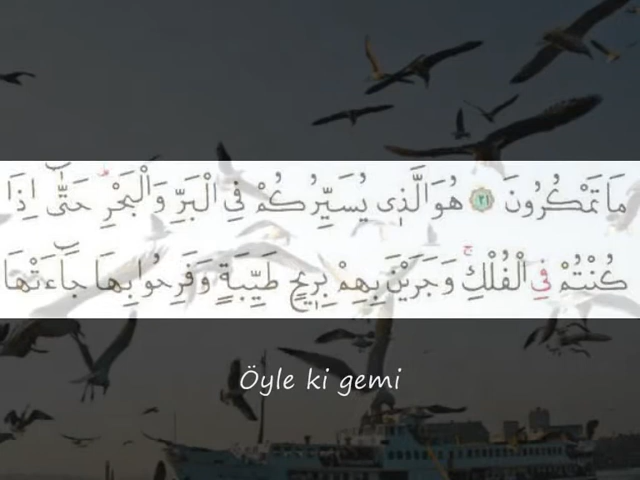 مَا تَمْكُرُونَ ﴿٢١﴾ هُوَ الَّذ۪ي يُسَيِّرُكُمْ فِي الْبَرِّ وَالْبَحْرِۜ حَتّٰٓى اِذَا
كُنْتُمْ فِي الْفُلْكِۚ وَجَرَيْنَ بِهِمْ بِر۪يحٍ طَيِّبَةٍ وَفَرِحُوا بِهَا جَٓاءَتْهَا
Öyle ki gemi